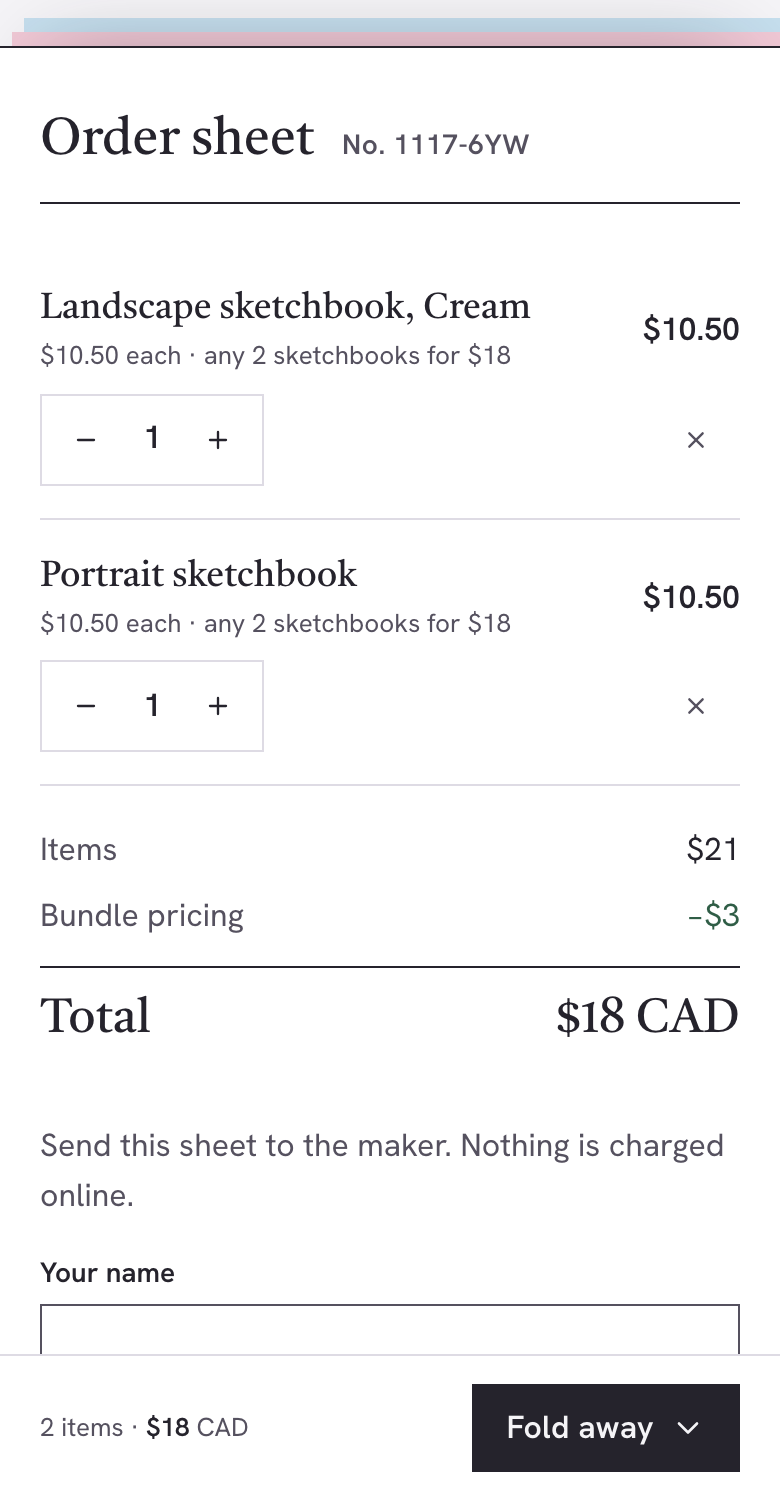 Order sheet No. 1117-6YW
Landscape sketchbook, Cream
$10.50 each · any 2 sketchbooks for $18
$10.50
− 1 + ×
Portrait sketchbook
$10.50 each · any 2 sketchbooks for $18
$10.50
− 1 + ×
Items $21
Bundle pricing −$3
Total $18 CAD
Send this sheet to the maker. Nothing is charged
online.
Your name
2 items · $18 CAD
Fold away